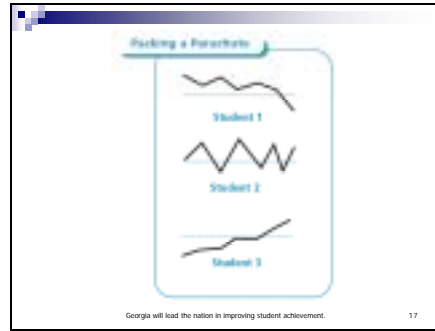 Packing a Parachute
Student 1
Student 2
Student 3
Georgia will lead the nation in improving student achievement.
17